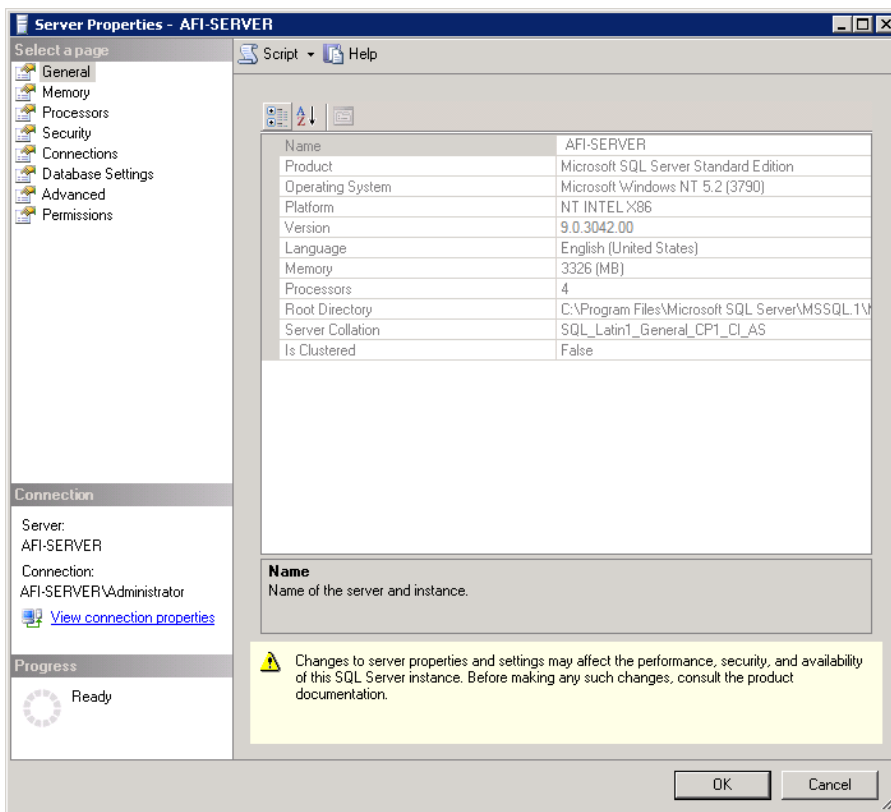 Server Properties - AFI-SERVER
Select a page
General
Memory
Processors
Security
Connections
Database Settings
Advanced
Permissions
Script Help
Name AFI-SERVER
Product Microsoft SQL Server Standard Edition
Operating System Microsoft Windows NT 5.2 (3790)
Platform NT INTEL X86
Version 9.0.3042.00
Language English (United States)
Memory 3326 (MB)
Processors 4
Root Directory C:\Program Files\Microsoft SQL Server\MSSQL.1\
Server Collation SQL_Latin1_General_CP1_CI_AS
Is Clustered False
Name
Name of the server and instance.
Connection
Server:
AFI-SERVER
Connection:
AFI-SERVER\Administrator
View connection properties
Progress
Ready
Changes to server properties and settings may affect the performance, security, and availability
of this SQL Server instance. Before making any such changes, consult the product
documentation.
OK Cancel